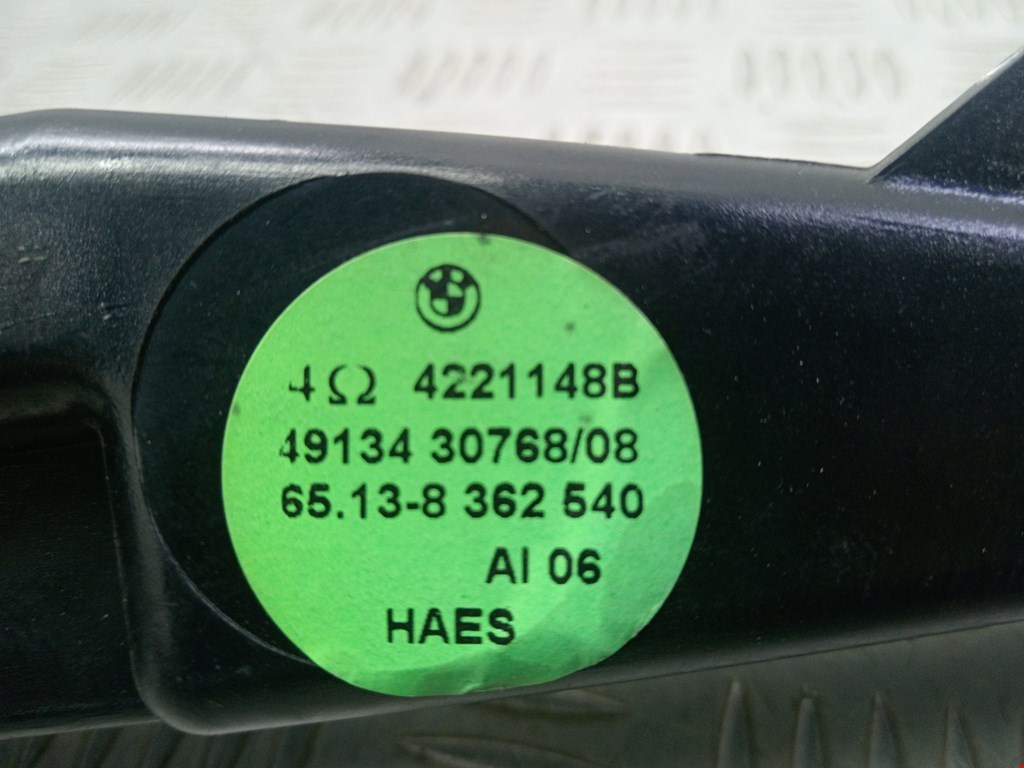 4Ω 4221148B
49134 30768/08
65.13-8 362 540
AI 06
HAES